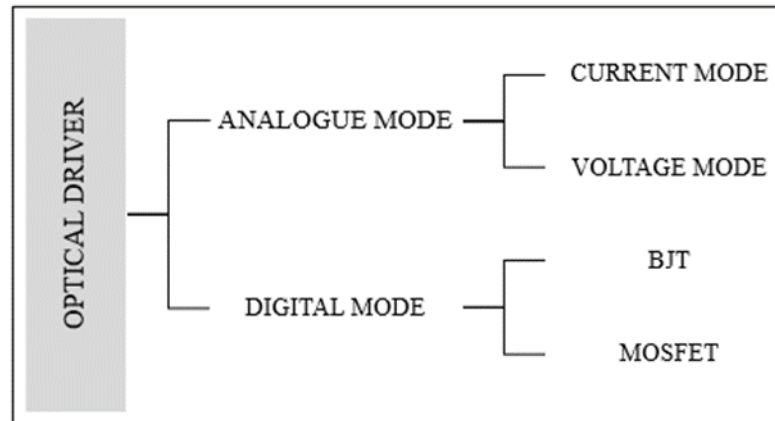 OPTICAL DRIVER
ANALOGUE MODE
CURRENT MODE
VOLTAGE MODE
DIGITAL MODE
BJT
MOSFET